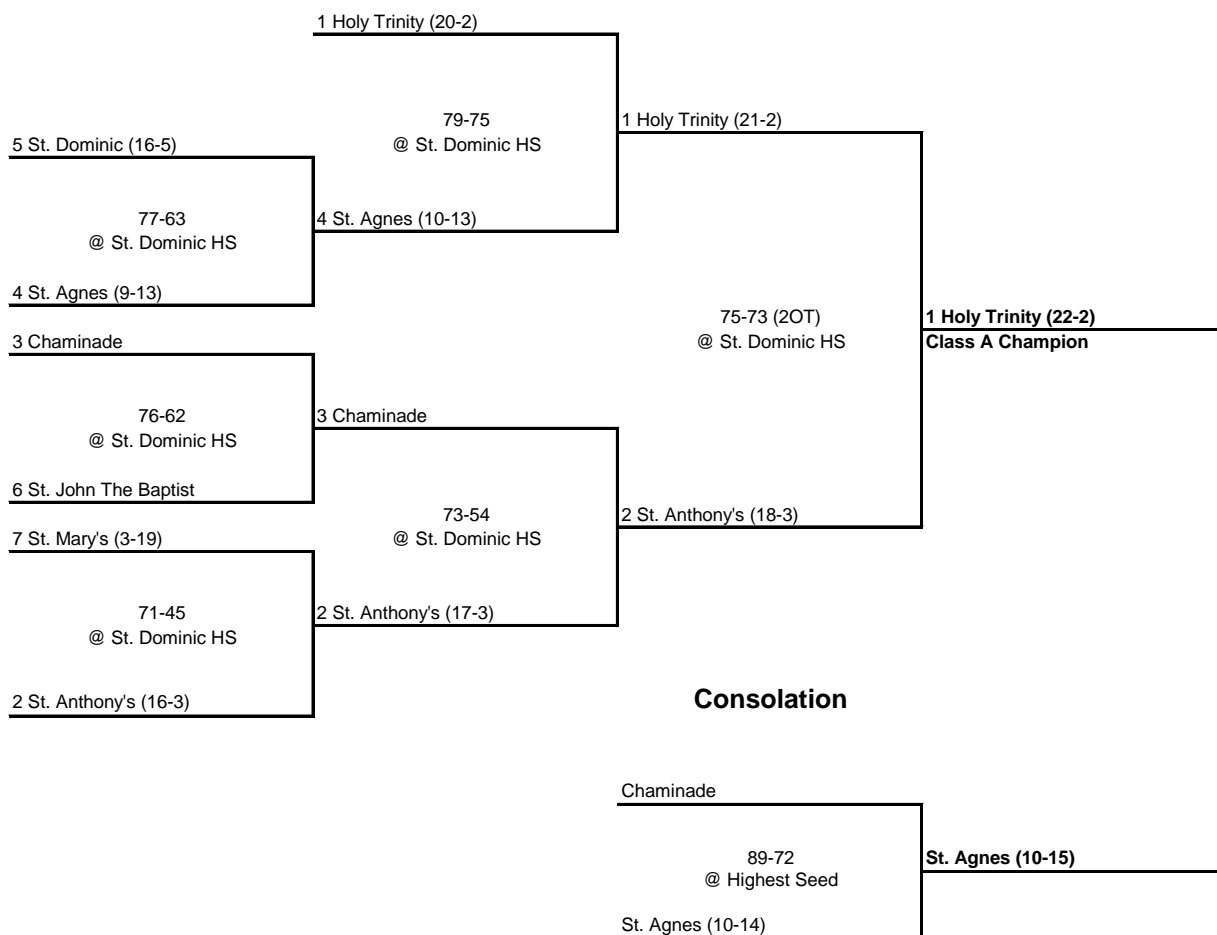 1 Holy Trinity (20-2)
79-75
@ St. Dominic HS
1 Holy Trinity (21-2)
5 St. Dominic (16-5)
77-63
@ St. Dominic HS
4 St. Agnes (10-13)
4 St. Agnes (9-13)
75-73 (2OT)
@ St. Dominic HS
1 Holy Trinity (22-2)
Class A Champion
3 Chaminade
76-62
@ St. Dominic HS
3 Chaminade
6 St. John The Baptist
73-54
@ St. Dominic HS
2 St. Anthony's (18-3)
7 St. Mary's (3-19)
71-45
@ St. Dominic HS
2 St. Anthony's (17-3)
2 St. Anthony's (16-3)
Consolation
Chaminade
89-72
@ Highest Seed
St. Agnes (10-15)
St. Agnes (10-14)